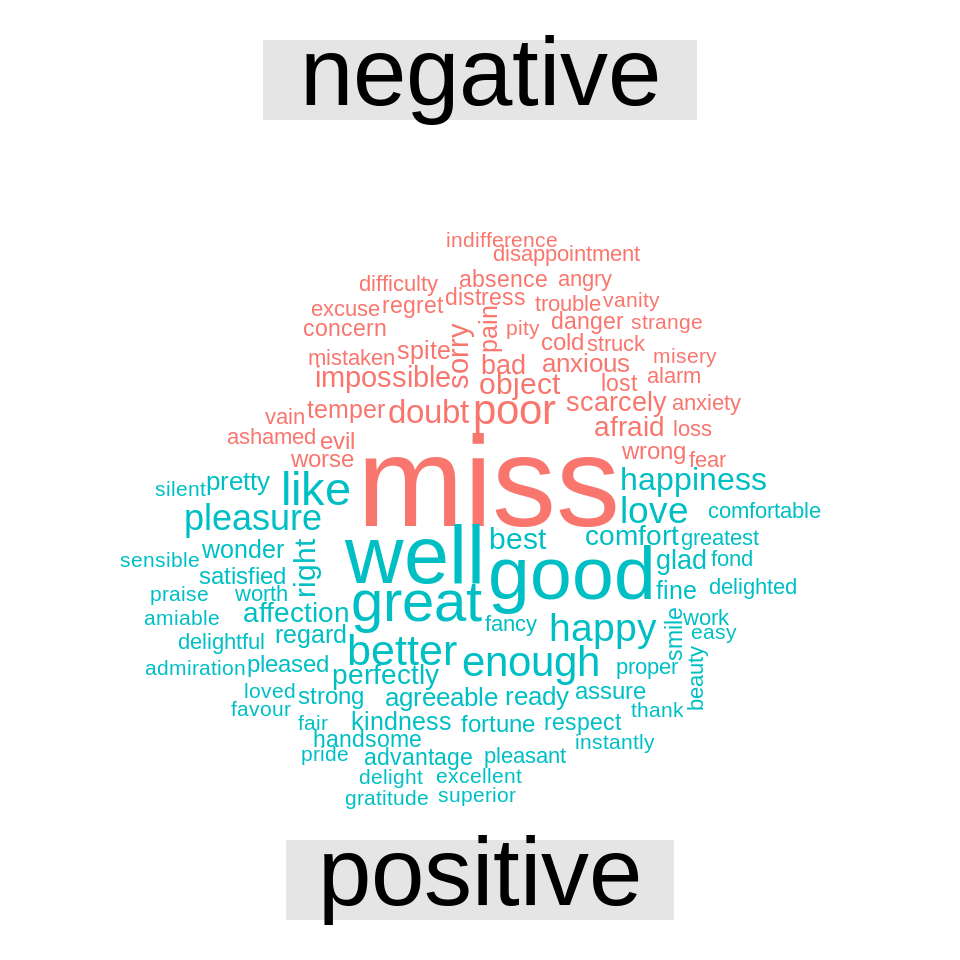 negative
indifference
disappointment
difficulty absence angry
excuse regret distress trouble vanity
concern sorry pain pity danger strange
mistaken spite cold struck
impossible bad anxious misery
object lost alarm
vain temper doubt poor scarcely anxiety
ashamed evil afraid loss
worse miss wrong fear
silent pretty like happiness
pleasure love comfortable
sensible wonder right well best comfort greatest
satisfied good glad fond
praise worth great fine delighted
amiable affection fancy happy smile work
delightful regard better easy
admiration pleased perfectly enough proper beauty
loved strong agreeable ready assure
favour thank
fair kindness fortune respect
handsome instantly
pride advantage pleasant
delight excellent
gratitude superior
positive